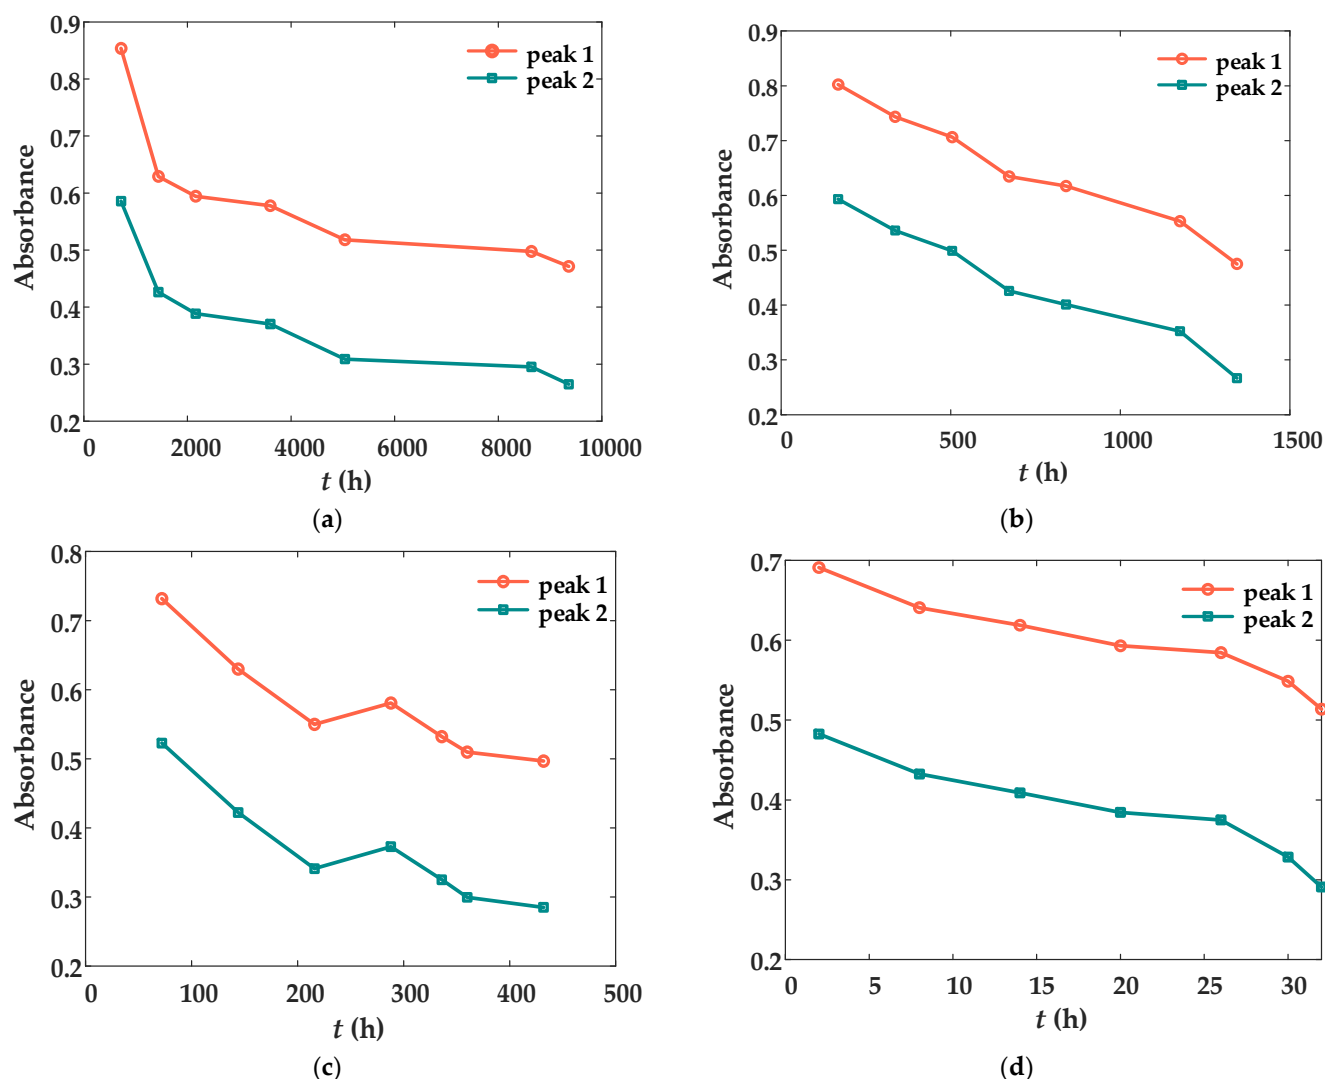 0.9
0.8
0.7
0.6
0.5
0.4
0.3
0.2
Absorbance
peak 1
peak 2
0 2000 4000 6000 8000 10000
t (h)
(a)
0.9
0.8
0.7
0.6
0.5
0.4
0.3
0.2
Absorbance
peak 1
peak 2
0 500 1000 1500
t (h)
(b)
0.8
0.7
0.6
0.5
0.4
0.3
0.2
Absorbance
peak 1
peak 2
0 100 200 300 400 500
t (h)
(c)
0.7
0.6
0.5
0.4
0.3
0.2
Absorbance
peak 1
peak 2
0 5 10 15 20 25 30
t (h)
(d)